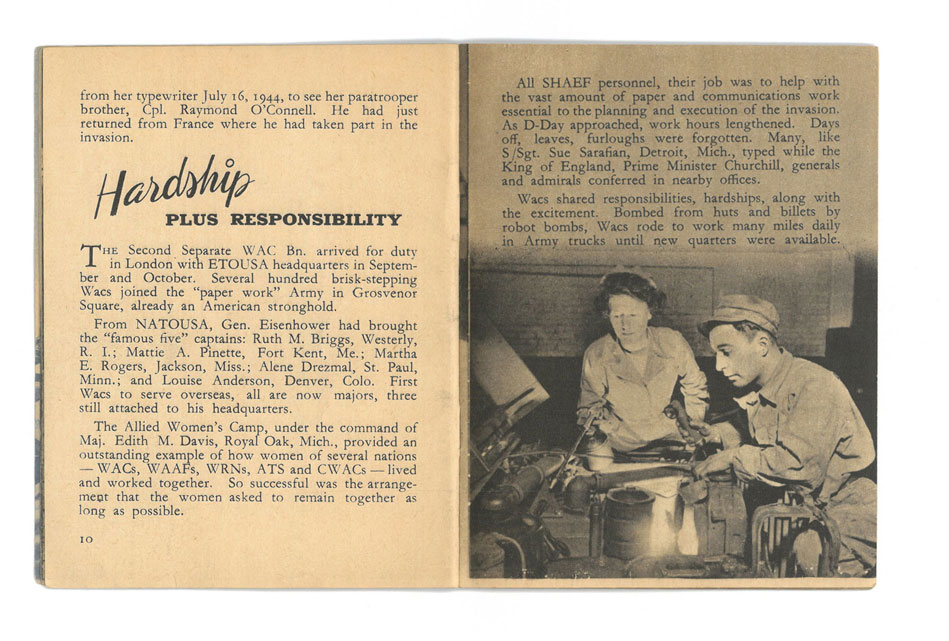 from her typewriter July 16, 1944, to see her paratrooper
brother, Cpl. Raymond O'Connell. He had just
returned from France where he had taken part in the
invasion.
Hardship
PLUS RESPONSIBILITY
THE Second Separate WAC Bn. arrived for duty
in London with ETOUSA headquarters in Septem-
ber and October. Several hundred brisk-stepping
Wacs joined the “paper work” Army in Grosvenor
Square, already an American stronghold.
From NATOUSA, Gen. Eisenhower had brought
the “famous five” captains: Ruth M. Briggs, Westerly,
R. I.; Mattie A. Pinette, Fort Kent, Me.; Martha
E. Rogers, Jackson, Miss.; Alene Drezmal, St. Paul,
Minn.; and Louise Anderson, Denver, Colo. First
Wacs to serve overseas, all are now majors, three
still attached to his headquarters.
The Allied Women's Camp, under the command of
Maj. Edith M. Davis, Royal Oak, Mich., provided an
outstanding example of how women of several nations
— WACs, WAAFs, WRNs, ATS and CWACs — lived
and worked together. So successful was the arrange-
ment that the women asked to remain together as
long as possible.
10
All SHAEF personnel, their job was to help with
the vast amount of paper and communications work
essential to the planning and execution of the invasion.
As D-Day approached, work hours lengthened. Days
off, leaves, furloughs were forgotten. Many, like
S/Sgt. Sue Sarafian, Detroit, Mich., typed while the
King of England, Prime Minister Churchill, generals
and admirals conferred in nearby offices.
Wacs shared responsibilities, hardships, along with
the excitement. Bombed from huts and billets by
robot bombs, Wacs rode to work many miles daily
in Army trucks until new quarters were available.